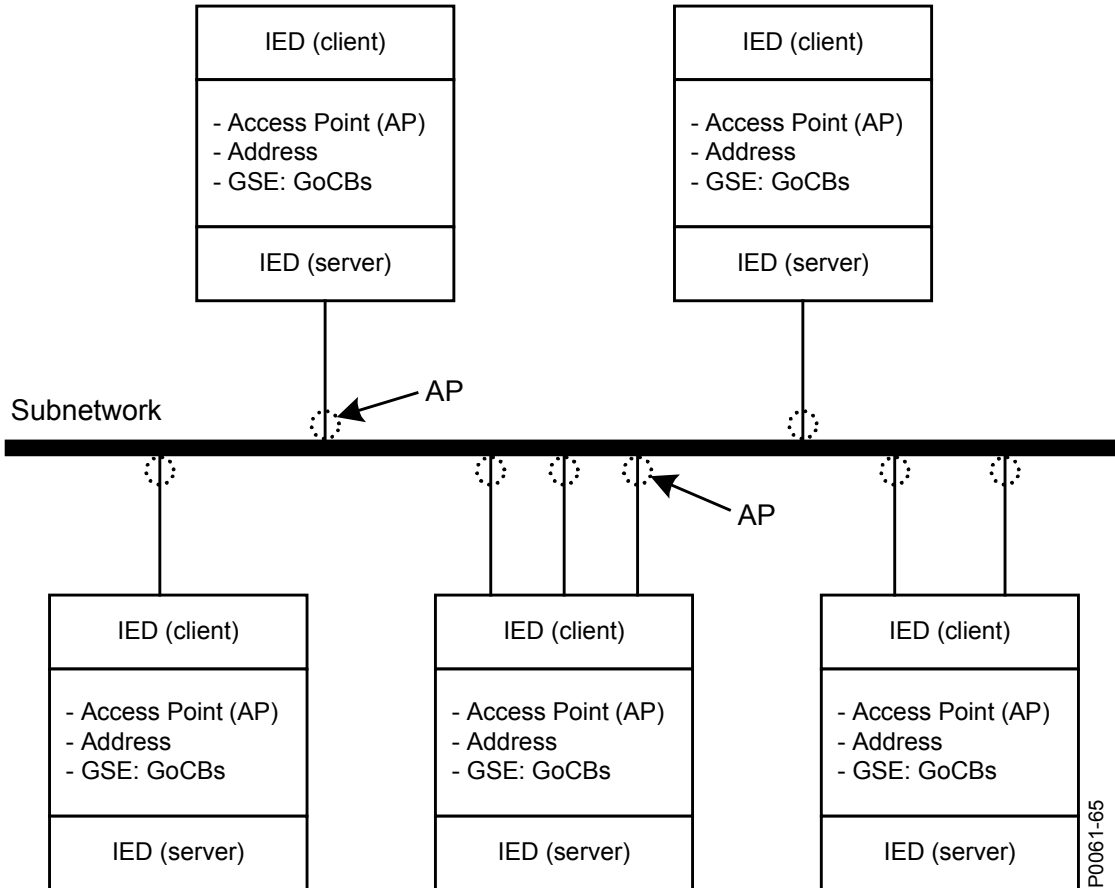 IED (client)
- Access Point (AP)
- Address
- GSE: GoCBs
IED (server)
IED (client)
- Access Point (AP)
- Address
- GSE: GoCBs
IED (server)
AP
Subnetwork
AP
IED (client)
- Access Point (AP)
- Address
- GSE: GoCBs
IED (server)
IED (client)
- Access Point (AP)
- Address
- GSE: GoCBs
IED (server)
IED (client)
- Access Point (AP)
- Address
- GSE: GoCBs
IED (server)
P0061-65